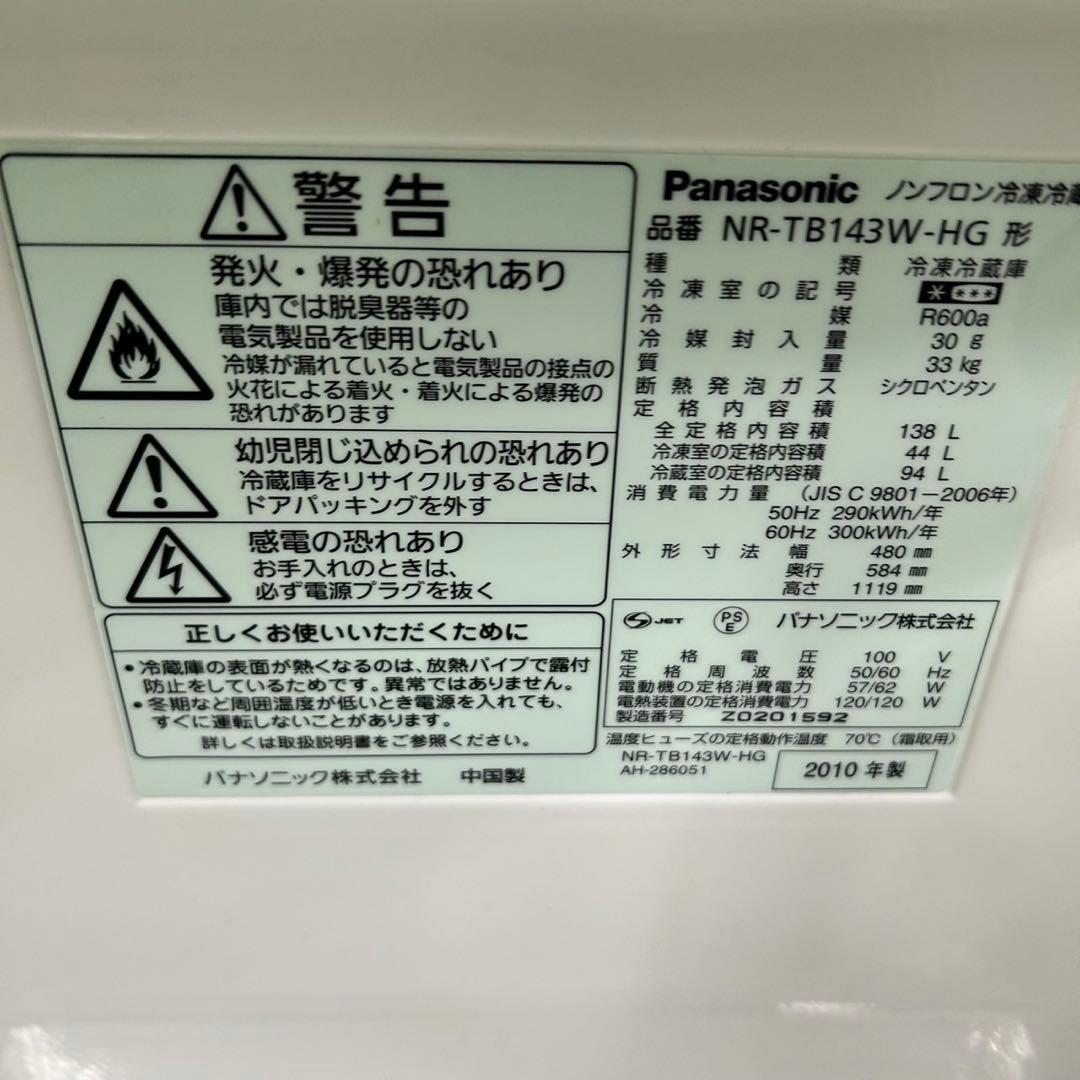 警告
発火・爆発の恐れあり
庫内では脱臭器等の
電気製品を使用しない
冷媒が漏れていると電気製品の接点の
火花による着火・着火による爆発の
恐れがあります
幼児閉じ込められの恐れあり
冷蔵庫をリサイクルするときは、
ドアパッキングを外す
感電の恐れあり
お手入れのときは、
必ず電源プラグを抜く
正しくお使いいただくために
・冷蔵庫の表面が熱くなるのは、放熱パイプで露付
防止をしているためです。異常ではありません。
・冬期など周囲温度が低いとき電源を入れても、
すぐに運転しないことがあります。
詳しくは取扱説明書をご参照ください。
パナソニック株式会社 中国製
Panasonic ノンフロン冷凍冷蔵
品番 NR-TB143W-HG 形
種類 冷凍冷蔵庫
冷凍室の記号 ****
冷媒 R600a
冷媒封入量 30 g
質量 33 kg
断熱発泡ガス シクロペンタン
定格内容積
全定格内容積 138 L
冷凍室の定格内容積 44 L
冷蔵室の定格内容積 94 L
消費電力量 (JIS C 9801-2006年)
50Hz 290kWh/年
60Hz 300kWh/年
外形寸法 幅 480 mm
奥行 584 mm
高さ 1119 mm
S JET PS E パナソニック株式会社
定格電圧 100 V
定格周波数 50/60 Hz
電動機の定格消費電力 57/62 W
電熱装置の定格消費電力 120/120 W
製造番号 Z0201592
温度ヒューズの定格動作温度 70℃ (霜取用)
NR-TB143W-HG
AH-286051
2010 年製